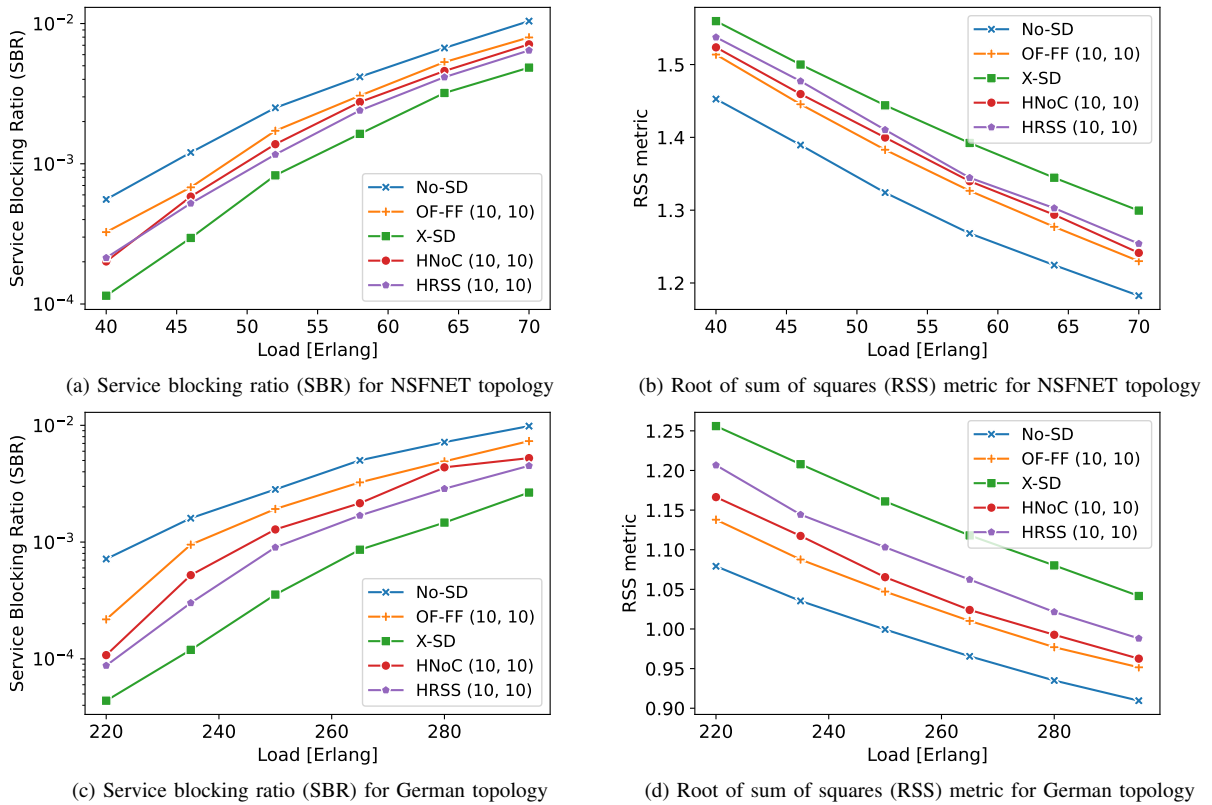 10⁻²
10⁻³
10⁻⁴
Service Blocking Ratio (SBR)
No-SD
OF-FF (10, 10)
X-SD
HNoC (10, 10)
HRSS (10, 10)
40 45 50 55 60 65 70
Load [Erlang]
(a) Service blocking ratio (SBR) for NSFNET topology
1.5
1.4
1.3
1.2
RSS metric
No-SD
OF-FF (10, 10)
X-SD
HNoC (10, 10)
HRSS (10, 10)
40 45 50 55 60 65 70
Load [Erlang]
(b) Root of sum of squares (RSS) metric for NSFNET topology
10⁻²
10⁻³
10⁻⁴
Service Blocking Ratio (SBR)
No-SD
OF-FF (10, 10)
X-SD
HNoC (10, 10)
HRSS (10, 10)
220 240 260 280
Load [Erlang]
(c) Service blocking ratio (SBR) for German topology
1.25
1.20
1.15
1.10
1.05
1.00
0.95
0.90
RSS metric
No-SD
OF-FF (10, 10)
X-SD
HNoC (10, 10)
HRSS (10, 10)
220 240 260 280
Load [Erlang]
(d) Root of sum of squares (RSS) metric for German topology